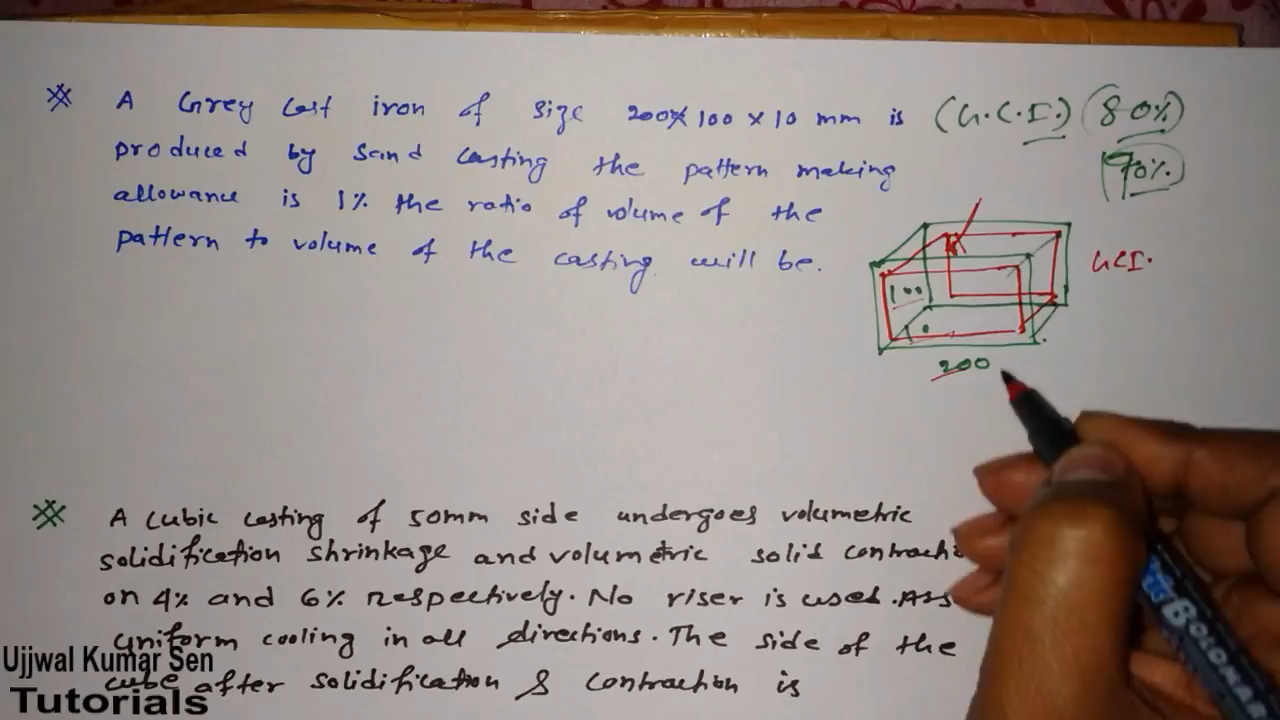 A Grey Cast iron of size 200 x 100 x 10 mm is (G.C.I.) 80%
produced by Sand Casting the pattern making 90%
allowance is 1% the ratio of volume of the
pattern to volume of the casting will be.
GCI.
100
200
A cubic casting of 50mm side undergoes volumetric
solidification shrinkage and volumetric solid contracti
on 4% and 6% respectively. No riser is used. Ass
uniform cooling in all directions. The side of the
cube after solidification & contraction is
Ujjwal Kumar Sen
Tutorials
BOLDMAR